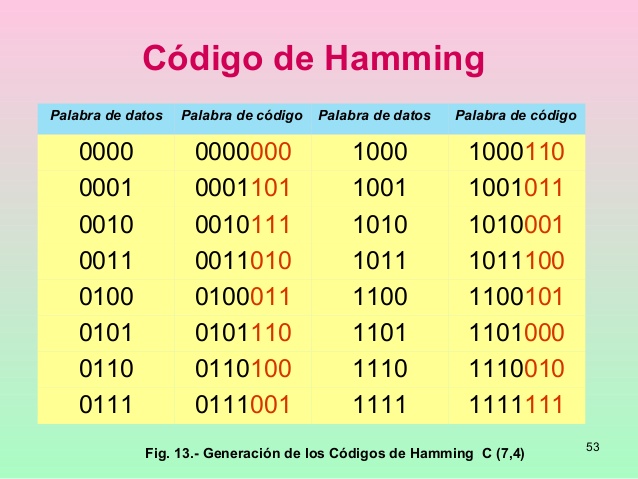 Código de Hamming
Palabra de datos Palabra de código Palabra de datos Palabra de código
0000 0000000 1000 1000110
0001 0001101 1001 1001011
0010 0010111 1010 1010001
0011 0011010 1011 1011100
0100 0100011 1100 1100101
0101 0101110 1101 1101000
0110 0110100 1110 1110010
0111 0111001 1111 1111111
Fig. 13.- Generación de los Códigos de Hamming C (7,4)
53